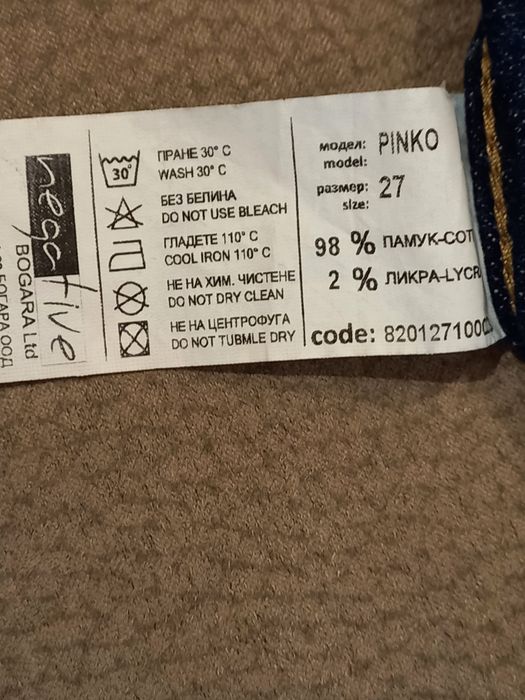 negative
BOGARA Ltd
БОГАРА ООД
30°
ПРАНЕ 30° C
WASH 30° C
БЕЗ БЕЛИНА
DO NOT USE BLEACH
ГЛАДЕТЕ 110° C
COOL IRON 110° C
НЕ НА ХИМ. ЧИСТЕНЕ
DO NOT DRY CLEAN
НЕ НА ЦЕНТРОФУГА
DO NOT TUBMLE DRY
модел: PINKO
model:
размер: 27
size:
98 % ПАМУК-COT
2 % ЛИКРА-LYCR
code: 820127100